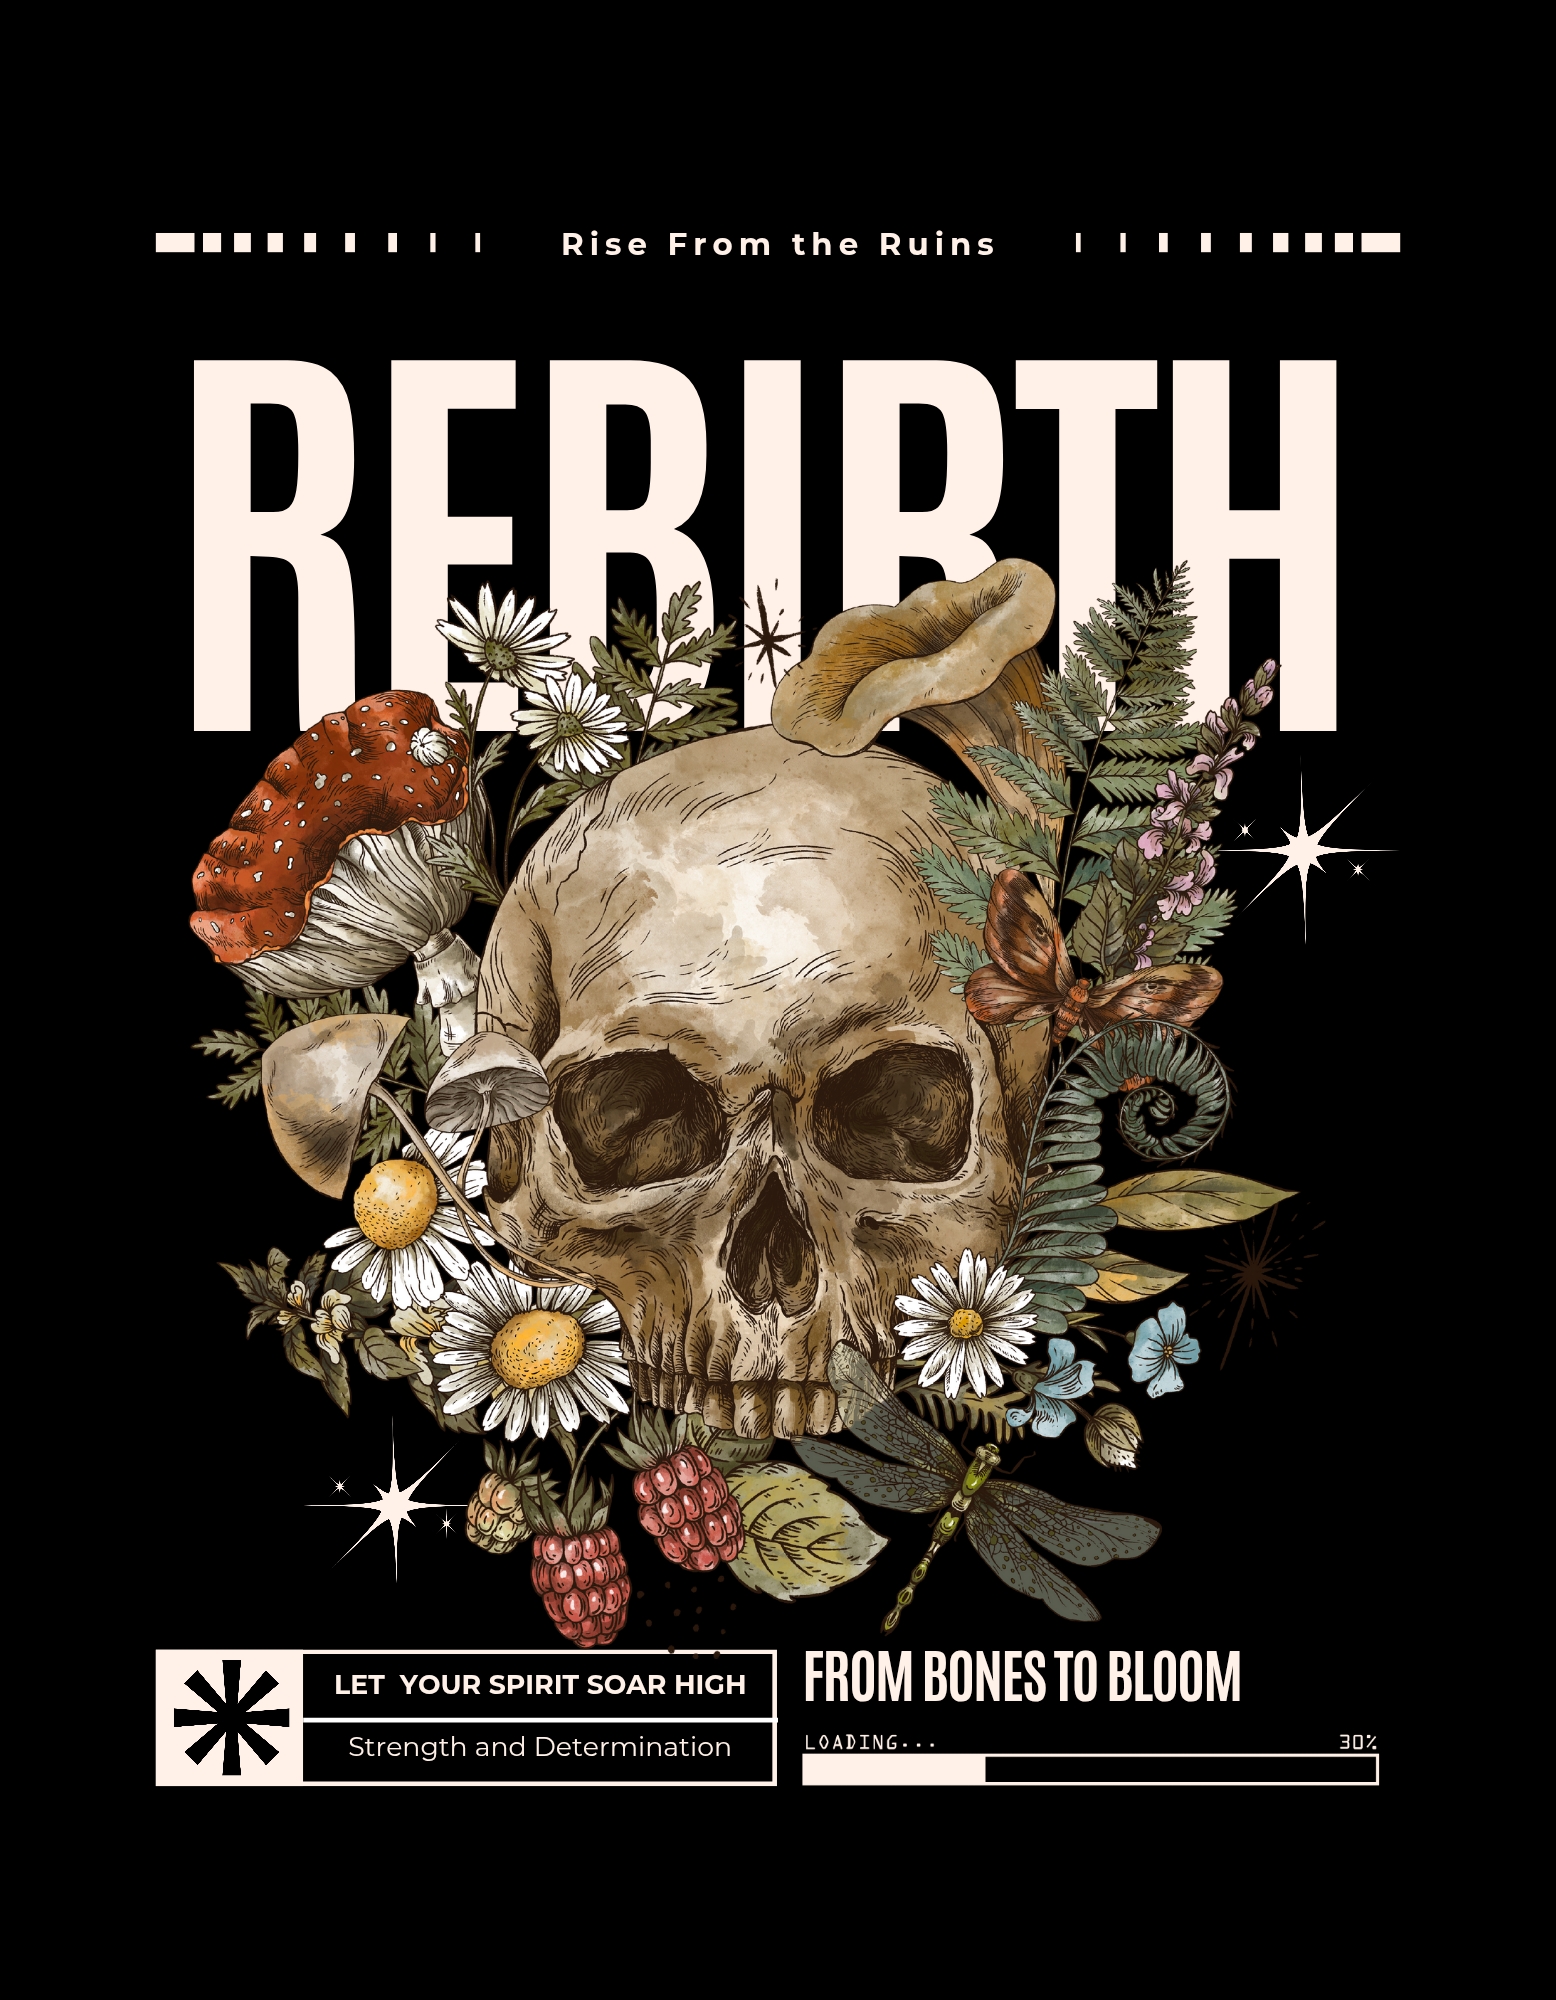 Rise From the Ruins
REBIRTH
LET YOUR SPIRIT SOAR HIGH
Strength and Determination
FROM BONES TO BLOOM
LOADING... 30%